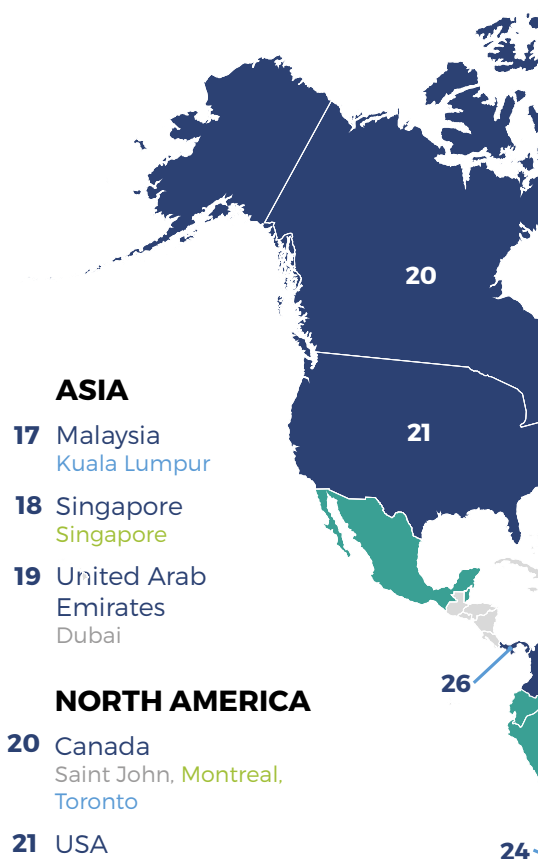 20
21
ASIA
17 Malaysia
Kuala Lumpur
18 Singapore
Singapore
19 United Arab
Emirates
Dubai
26
NORTH AMERICA
20 Canada
Saint John, Montreal,
Toronto
21 USA
24